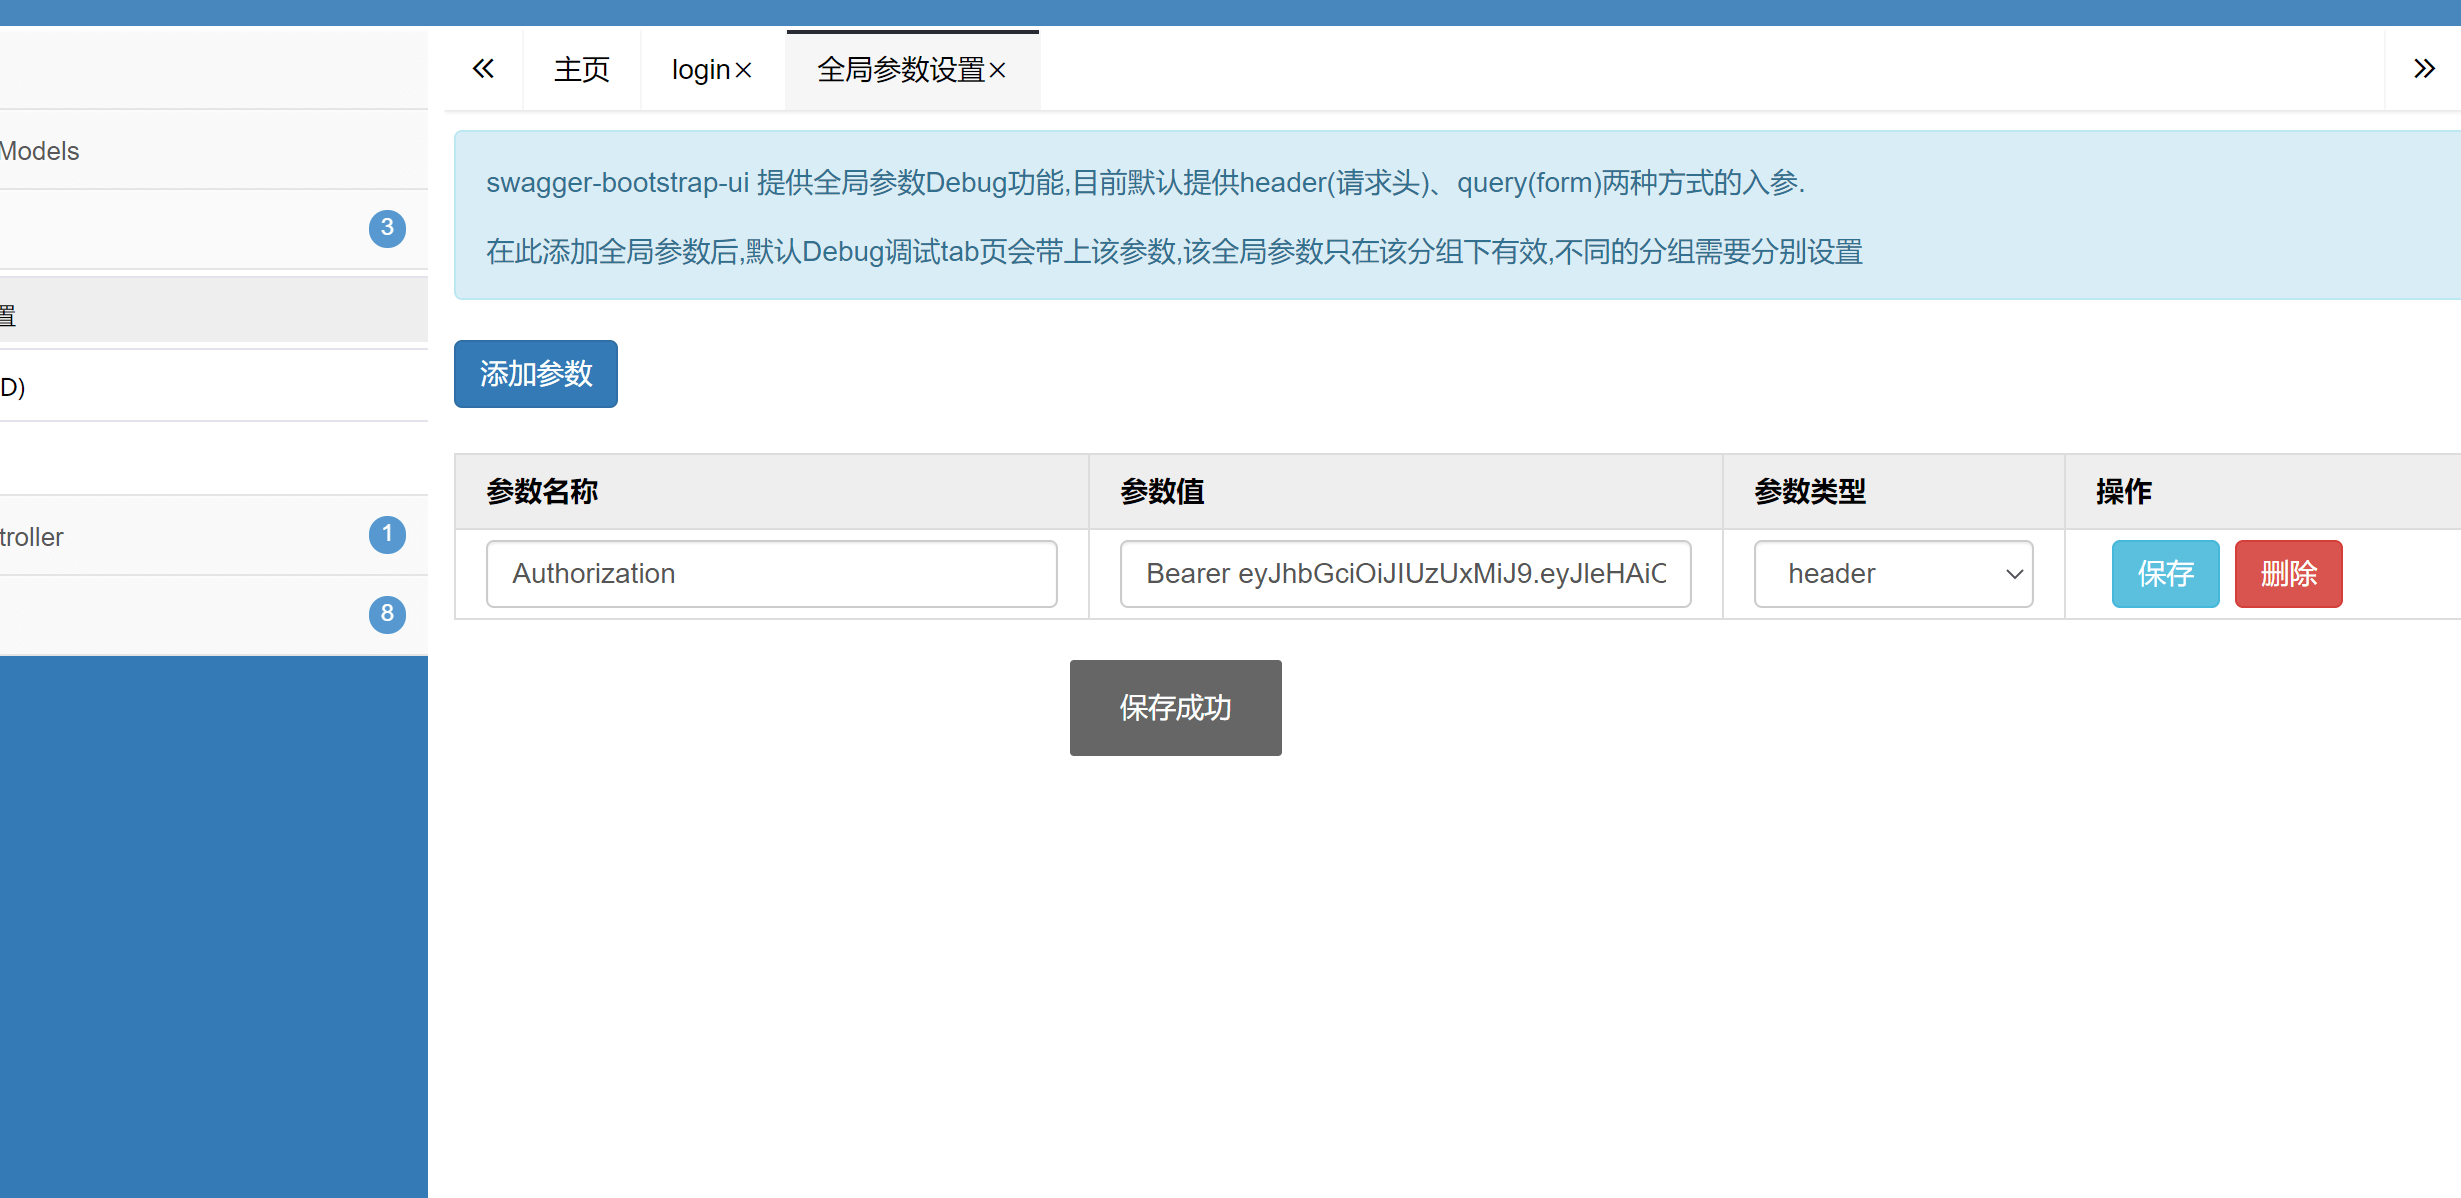 主页
login×
全局参数设置×
Models
3
置
D)
troller
1
8
swagger-bootstrap-ui 提供全局参数Debug功能,目前默认提供header(请求头)、query(form)两种方式的入参.
在此添加全局参数后,默认Debug调试tab页会带上该参数,该全局参数只在该分组下有效,不同的分组需要分别设置
添加参数
参数名称
参数值
参数类型
操作
Authorization
Bearer eyJhbGciOiJIUzUxMiJ9.eyJleHAiO
header
保存
删除
保存成功